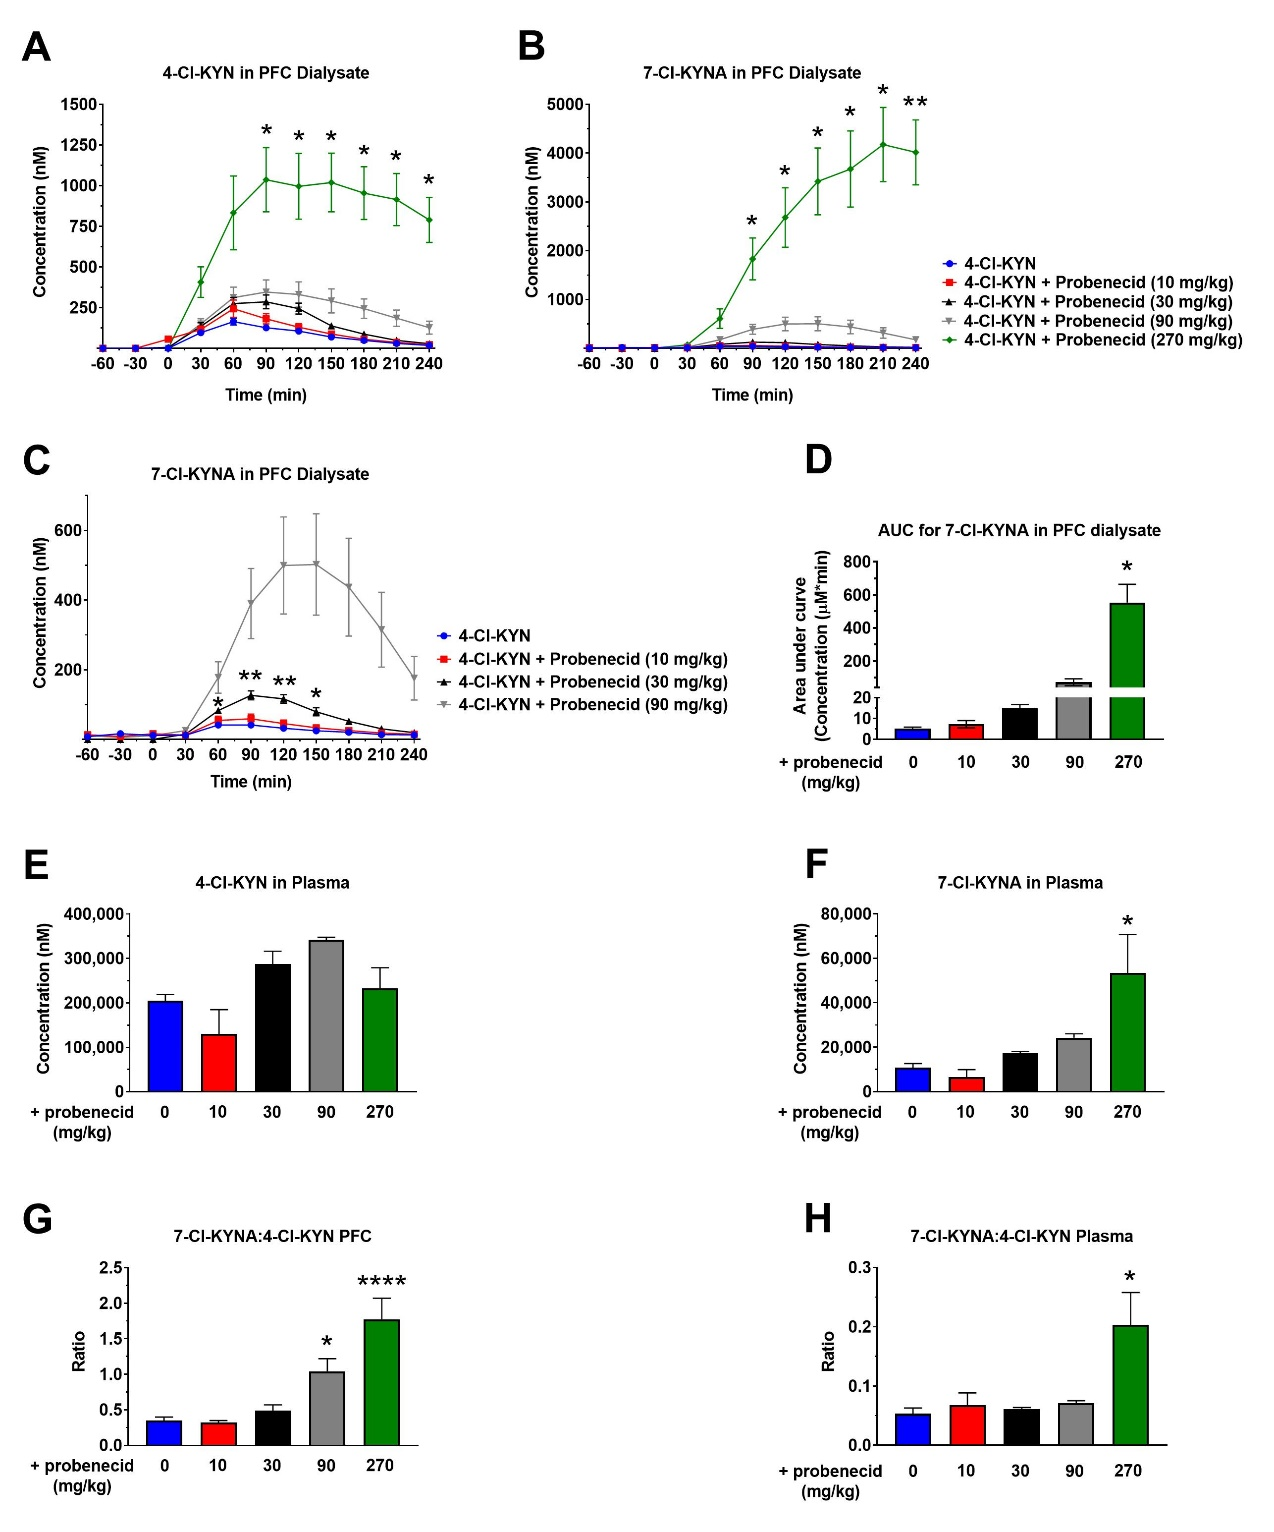 A
4-Cl-KYN in PFC Dialysate
Concentration (nM)
1500
1250
1000
750
500
250
* * * * * *
-60 -30 0 30 60 90 120 150 180 210 240
Time (min)
B
7-Cl-KYNA in PFC Dialysate
Concentration (nM)
5000
4000
3000
2000
1000
* * * * * **
-60 -30 0 30 60 90 120 150 180 210 240
Time (min)
4-Cl-KYN
4-Cl-KYN + Probenecid (10 mg/kg)
4-Cl-KYN + Probenecid (30 mg/kg)
4-Cl-KYN + Probenecid (90 mg/kg)
4-Cl-KYN + Probenecid (270 mg/kg)
C
7-Cl-KYNA in PFC Dialysate
Concentration (nM)
600
400
200
* ** ** *
-60 -30 0 30 60 90 120 150 180 210 240
Time (min)
4-Cl-KYN
4-Cl-KYN + Probenecid (10 mg/kg)
4-Cl-KYN + Probenecid (30 mg/kg)
4-Cl-KYN + Probenecid (90 mg/kg)
D
AUC for 7-Cl-KYNA in PFC dialysate
Area under curve
(Concentration (µM*min)
800
600
400
200
20
10
0
*
+ probenecid 0 10 30 90 270
(mg/kg)
E
4-Cl-KYN in Plasma
Concentration (nM)
400,000
300,000
200,000
100,000
0
+ probenecid 0 10 30 90 270
(mg/kg)
F
7-Cl-KYNA in Plasma
Concentration (nM)
80,000
60,000
40,000
20,000
0
*
+ probenecid 0 10 30 90 270
(mg/kg)
G
7-Cl-KYNA:4-Cl-KYN PFC
Ratio
2.5
2.0
1.5
1.0
0.5
0.0
* ****
+ probenecid 0 10 30 90 270
(mg/kg)
H
7-Cl-KYNA:4-Cl-KYN Plasma
Ratio
0.3
0.2
0.1
0.0
*
+ probenecid 0 10 30 90 270
(mg/kg)